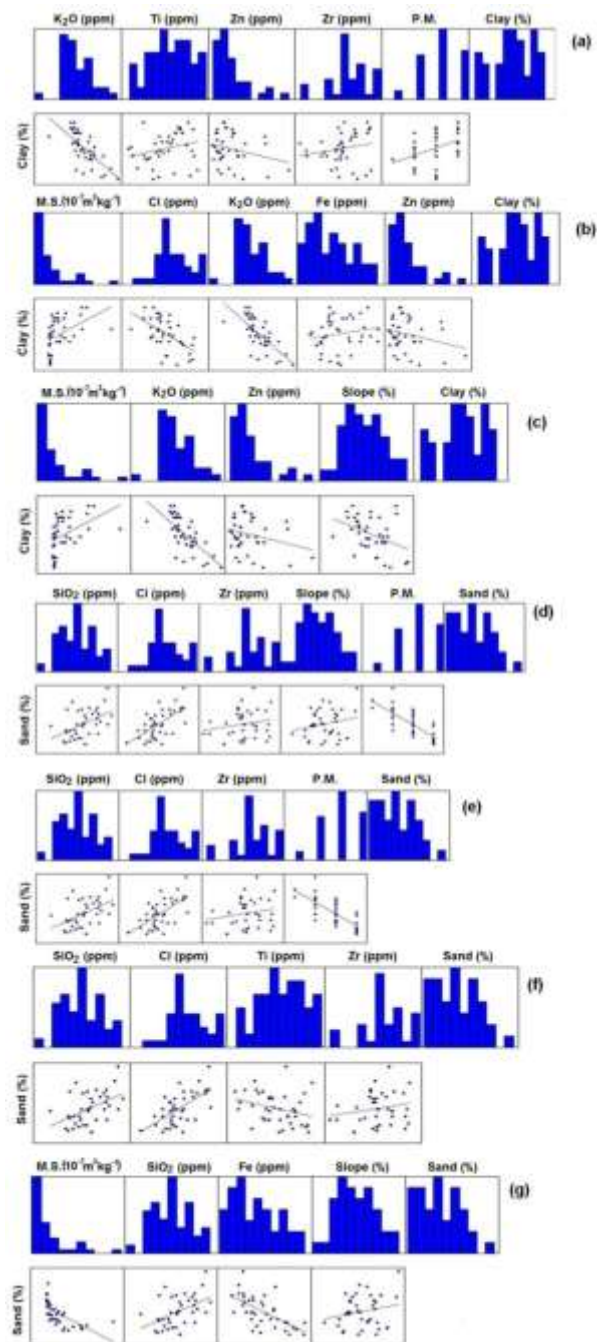 K₂O (ppm) Ti (ppm) Zn (ppm) Zr (ppm) P.M. Clay (%)
(a)
Clay (%)
M.S.(10⁻⁷m³kg⁻¹) Cl (ppm) K₂O (ppm) Fe (ppm) Zn (ppm) Clay (%)
(b)
Clay (%)
M.S.(10⁻⁷m³kg⁻¹) K₂O (ppm) Zn (ppm) Slope (%) Clay (%)
(c)
Clay (%)
SiO₂ (ppm) Cl (ppm) Zr (ppm) Slope (%) P.M. Sand (%)
(d)
Sand (%)
SiO₂ (ppm) Cl (ppm) Zr (ppm) P.M. Sand (%)
(e)
Sand (%)
SiO₂ (ppm) Cl (ppm) Ti (ppm) Zr (ppm) Sand (%)
(f)
Sand (%)
M.S.(10⁻⁷m³kg⁻¹) SiO₂ (ppm) Fe (ppm) Slope (%) Sand (%)
(g)
Sand (%)